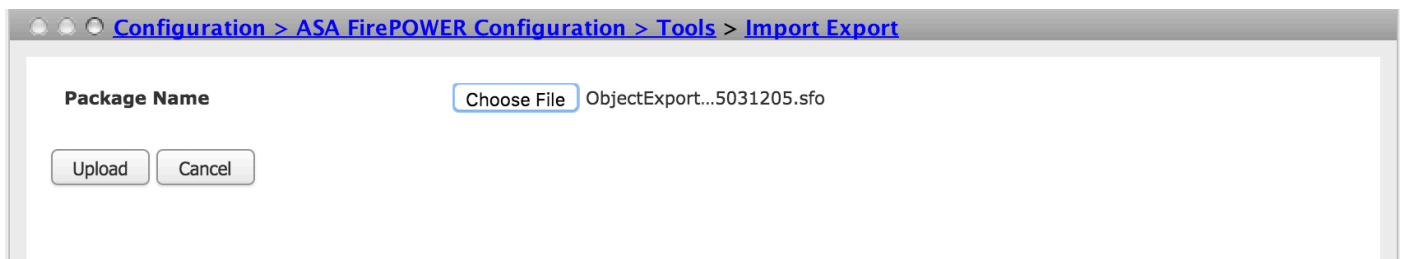 Configuration > ASA FirePOWER Configuration > Tools > Import Export
Package Name Choose File ObjectExport...5031205.sfo
Upload Cancel